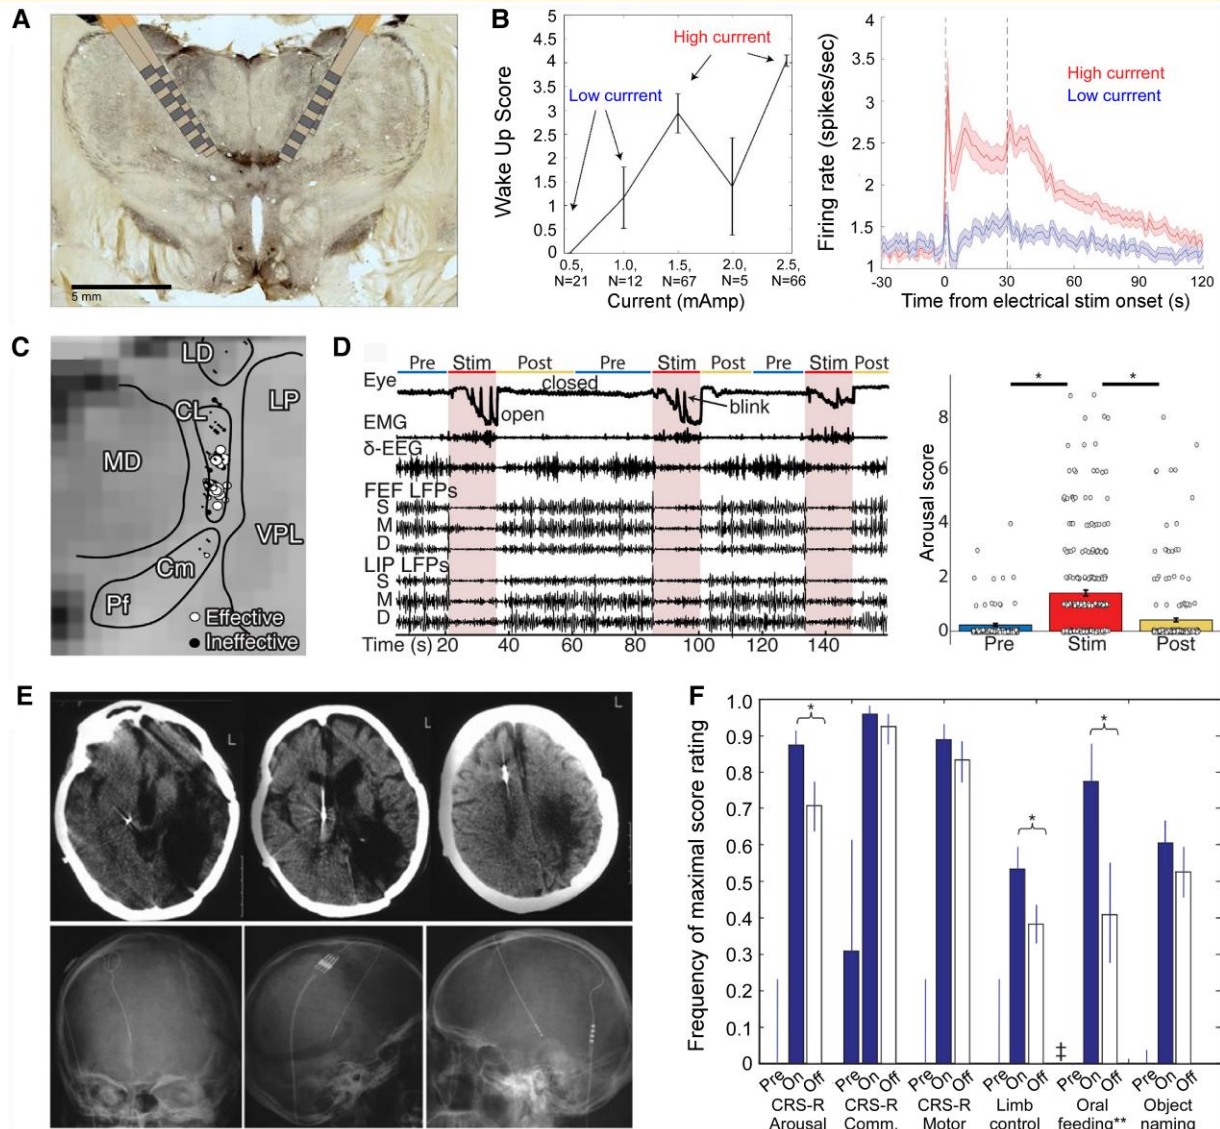 A
5 mm
B
Wake Up Score
5
4.5
4
3.5
3
2.5
2
1.5
1
0.5
0
High currrent
Low currrent
0.5, 1.0, 1.5, 2.0, 2.5,
N=21 N=12 N=67 N=5 N=66
Current (mAmp)
Firing rate (spikes/sec)
4
3.5
3
2.5
2
1.5
1
High currrent
Low currrent
-30 0 30 60 90 120
Time from electrical stim onset (s)
C
LD
CL
LP
MD
VPL
Cm
Pf
Effective
Ineffective
D
Pre Stim Post Pre Stim Post Pre Stim Post
Eye
closed
open
blink
EMG
δ-EEG
FEF LFPs
S
M
D
LIP LFPs
S
M
D
Time (s) 20 40 60 80 100 120 140
Arousal score
8
6
4
2
0
* *
Pre Stim Post
E
L
L
L
F
Frequency of maximal score rating
1.0
0.9
0.8
0.7
0.6
0.5
0.4
0.3
0.2
0.1
0
* * *
‡
Pre On Off Pre On Off Pre On Off Pre On Off Pre On Off Pre On Off
CRS-R CRS-R CRS-R Limb Oral Object
Arousal Comm. Motor control feeding** naming